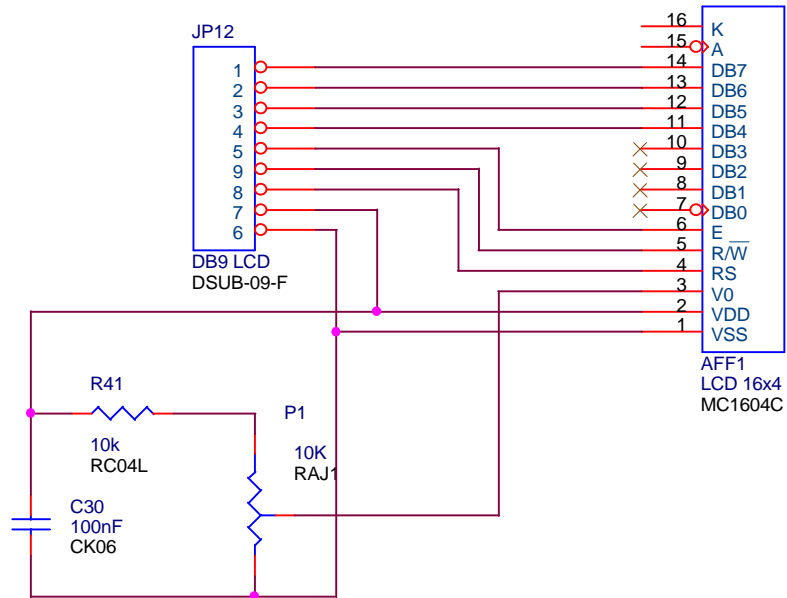 JP12
1
2
3
4
5
9
8
7
6
DB9 LCD
DSUB-09-F
16 K
15 A
14 DB7
13 DB6
12 DB5
11 DB4
10 DB3
9 DB2
8 DB1
7 DB0
6 E
5 R/W
4 RS
3 V0
2 VDD
1 VSS
AFF1
LCD 16x4
MC1604C
R41
10k
RC04L
P1
10K
RAJ1
C30
100nF
CK06